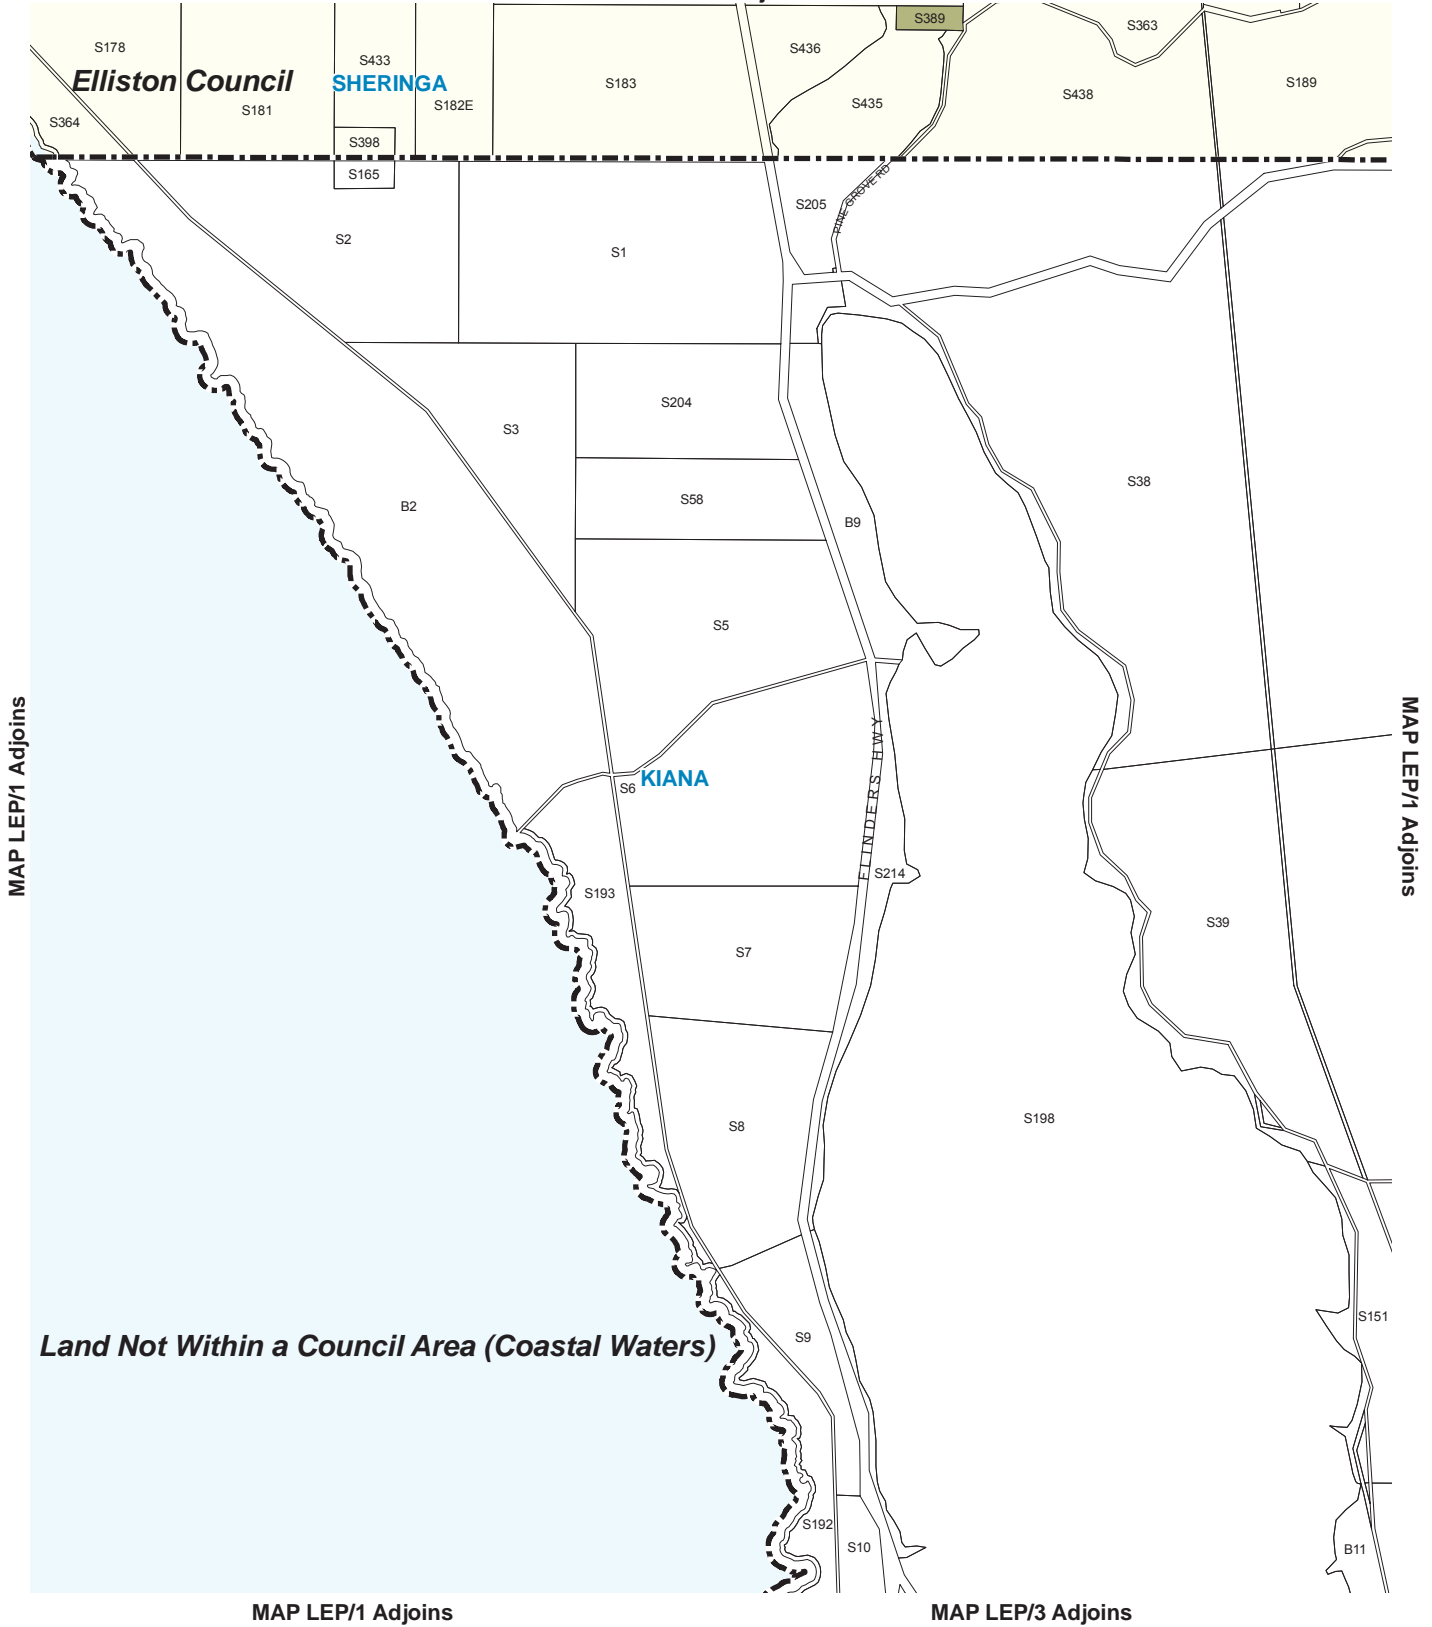 S389
S363
S178
S436
S433
Elliston Council
SHERINGA
S183
S189
S438
S182E
S435
S181
S364
S398
S165
PINE GROVE RD
S205
S2
S1
S204
S3
S38
S58
B2
B9
S5
MAP LEP/1 Adjoins
MAP LEP/1 Adjoins
FLINDERS HWY
KIANA
S6
S214
S193
S39
S7
S198
S8
S151
S9
Land Not Within a Council Area (Coastal Waters)
S192
S10
B11
MAP LEP/1 Adjoins
MAP LEP/3 Adjoins